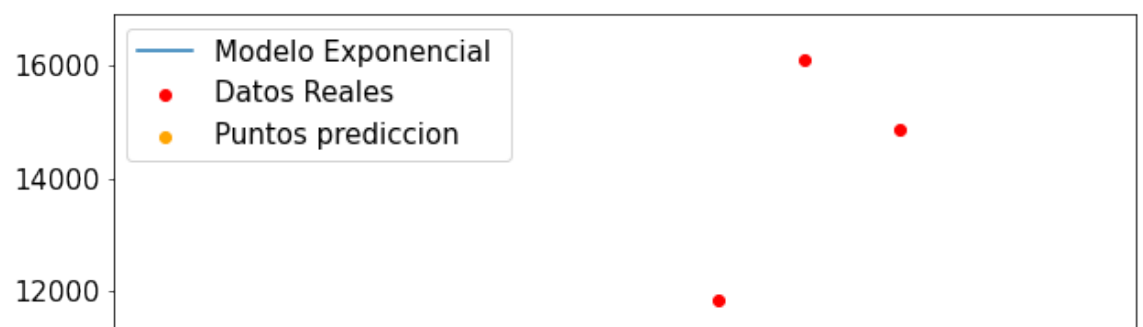 Modelo Exponencial
16000
Datos Reales
Puntos prediccion
14000
12000